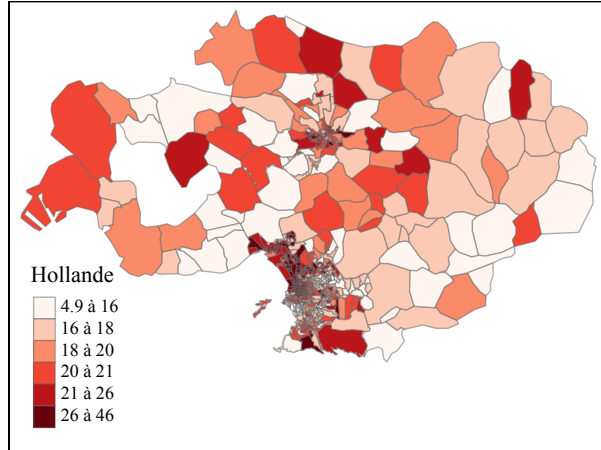 Hollande
4.9 à 16
16 à 18
18 à 20
20 à 21
21 à 26
26 à 46